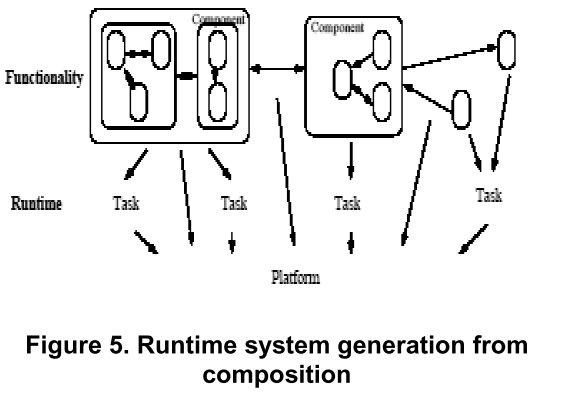 Component
Component
Functionality
Runtime
Task
Task
Task
Task
Platform
Figure 5. Runtime system generation from
composition